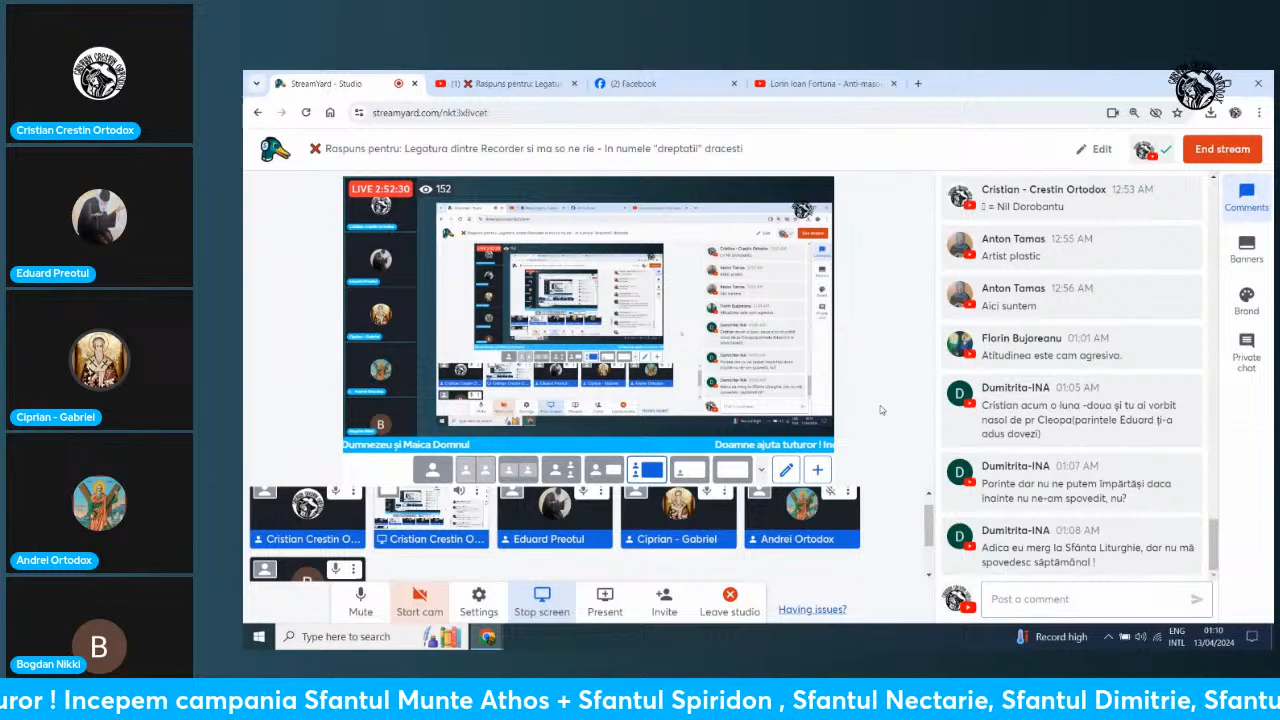 Cristian Crestin Ortodox
Eduard Preotul
Ciprian - Gabriel
Andrei Ortodox
B
Bogdan Nikki
StreamYard - Studio
(1) ❌ Raspuns pentru: Legatu
(2) Facebook
Lorin Ioan Fortuna - Anti-maso
streamyard.com/nkt3x8vcet
❌ Raspuns pentru: Legatura dintre Recorder si ma so ne rie - In numele "dreptatii" dracesti
Edit
End stream
LIVE 2:52:30 152
Dumnezeu și Maica Domnul
Doamne ajuta tuturor ! In
Cristian Crestin O...
Cristian Crestin O...
Eduard Preotul
Ciprian - Gabriel
Andrei Ortodox
Mute
Start cam
Settings
Stop screen
Present
Invite
Leave studio
Having issues?
Cristian - Crestin Ortodox 12:53 AM
= Nll Dorobantu
Anton Tamas 12:55 AM
Artist plastic
Anton Tamas 12:56 AM
Aici suntem
Florin Bujoreanu 01:01 AM
Atitudinea este cam agresiva.
D
Dumitrita-INA 01:05 AM
Cristian acum o luna-doua și tu ai vorbit
nasol de pr Cleopa(parintele Eduard ți-a
adus dovezi)
D
Dumitrita-INA 01:07 AM
Parinte dar nu ne putem împărtăși daca
înainte nu ne-am spovedit, nu?
D
Dumitrita-INA 01:08 AM
Adica eu merg la Sfânta Liturghie, dar nu mă
spovedesc săptămânal !
Post a comment
Comments
Banners
Brand
Private
chat
Type here to search
Record high
ENG
INTL
01:10
13/04/2024
uror ! Incepem campania Sfantul Munte Athos + Sfantul Spiridon , Sfantul Nectarie, Sfantul Dimitrie, Sfantu